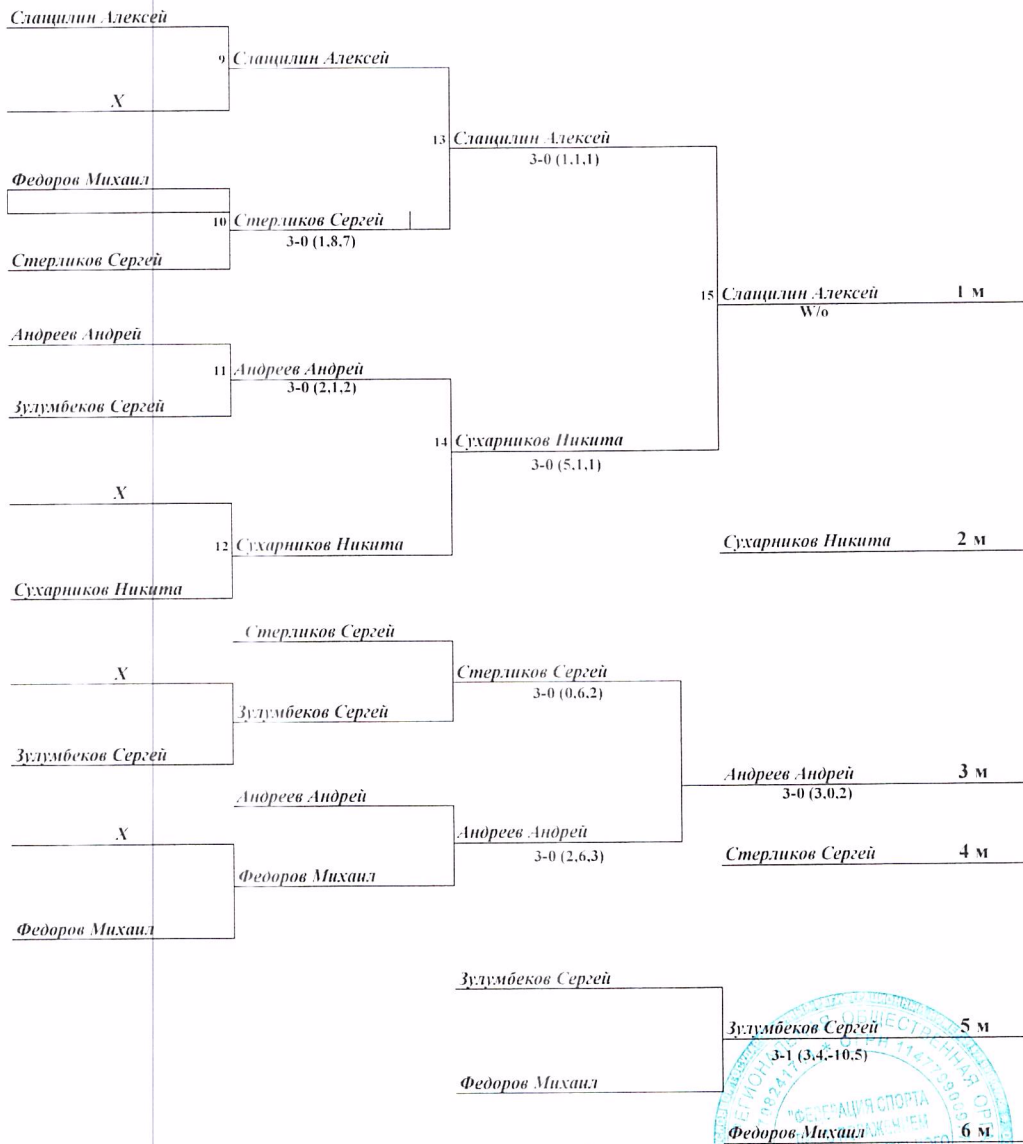 Слащилин Алексей
9 Слащилин Алексей
X
13 Слащилин Алексей
3-0 (1,1,1)
Федоров Михаил
10 Стерликов Сергей
3-0 (1,8,7)
Стерликов Сергей
15 Слащилин Алексей 1 м
W/o
Андреев Андрей
11 Андреев Андрей
3-0 (2,1,2)
Зулумбеков Сергей
14 Сухарников Никита
3-0 (5,1,1)
X
12 Сухарников Никита
Сухарников Никита 2 м
Сухарников Никита
Стерликов Сергей
X
Стерликов Сергей
3-0 (0,6,2)
Зулумбеков Сергей
Зулумбеков Сергей
Андреев Андрей 3 м
3-0 (3,0,2)
Андреев Андрей
X
Андреев Андрей
3-0 (2,6,3)
Стерликов Сергей 4 м
Федоров Михаил
Федоров Михаил
Зулумбеков Сергей
Зулумбеков Сергей 5 м
3-1 (3,4,-10,5)
Федоров Михаил
Федоров Михаил 6 м
ОБЩЕСТВЕННАЯ
ОГРН
СПОРТА